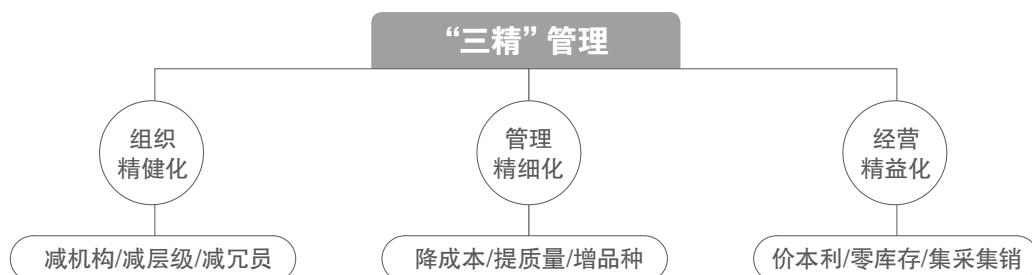 “三精”管理
组织
精健化
管理
精细化
经营
精益化
减机构/减层级/减冗员
降成本/提质量/增品种
价本利/零库存/集采集销